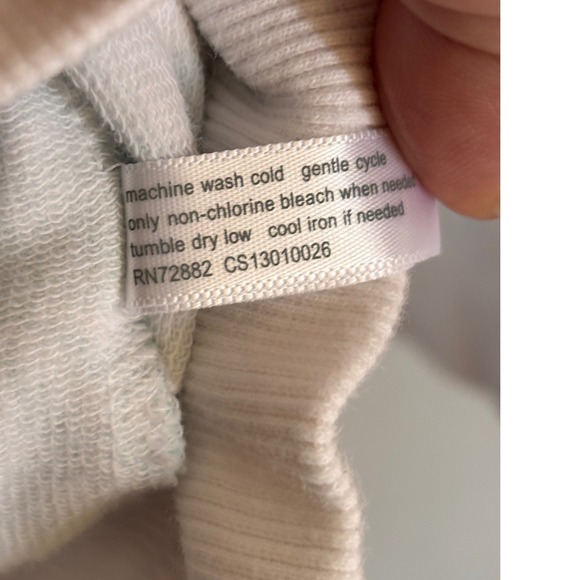 machine wash cold gentle cycle
only non-chlorine bleach when needed
tumble dry low cool iron if needed
RN72882 CS13010026